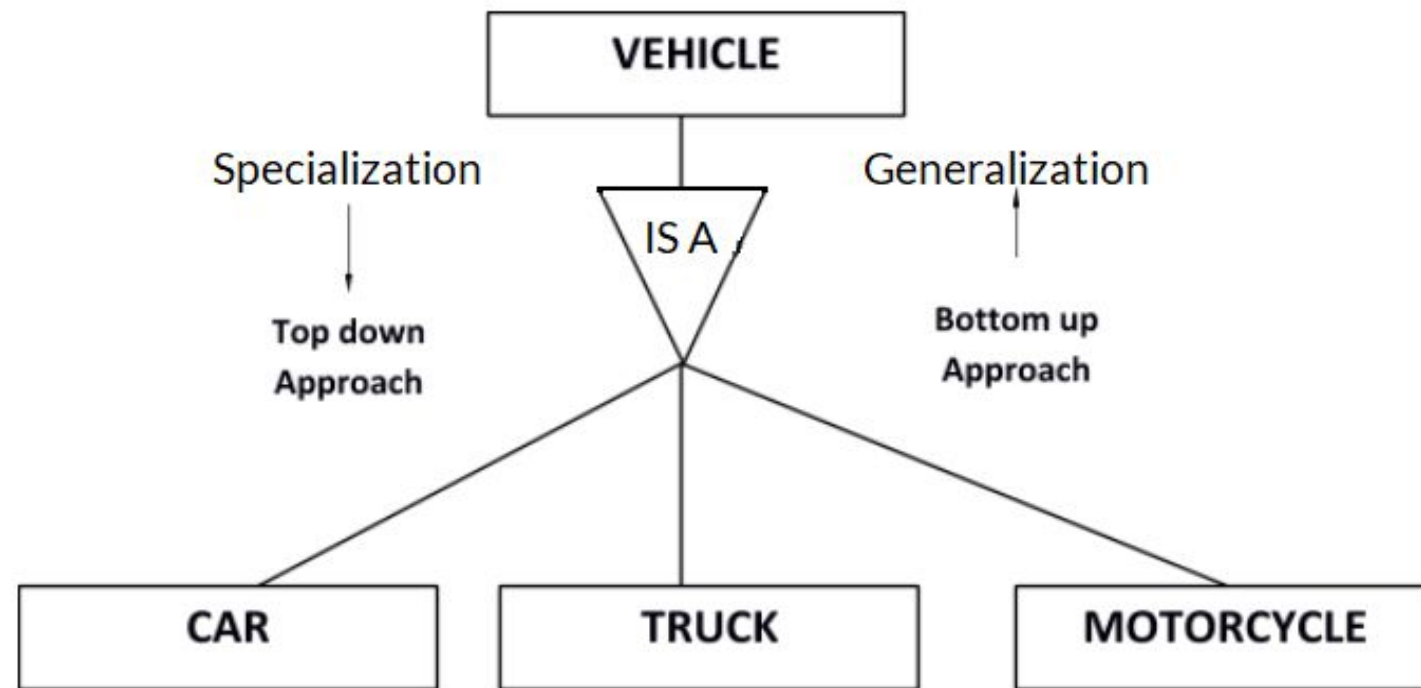 VEHICLE
Specialization
Generalization
IS A
Top down
Approach
Bottom up
Approach
CAR
TRUCK
MOTORCYCLE